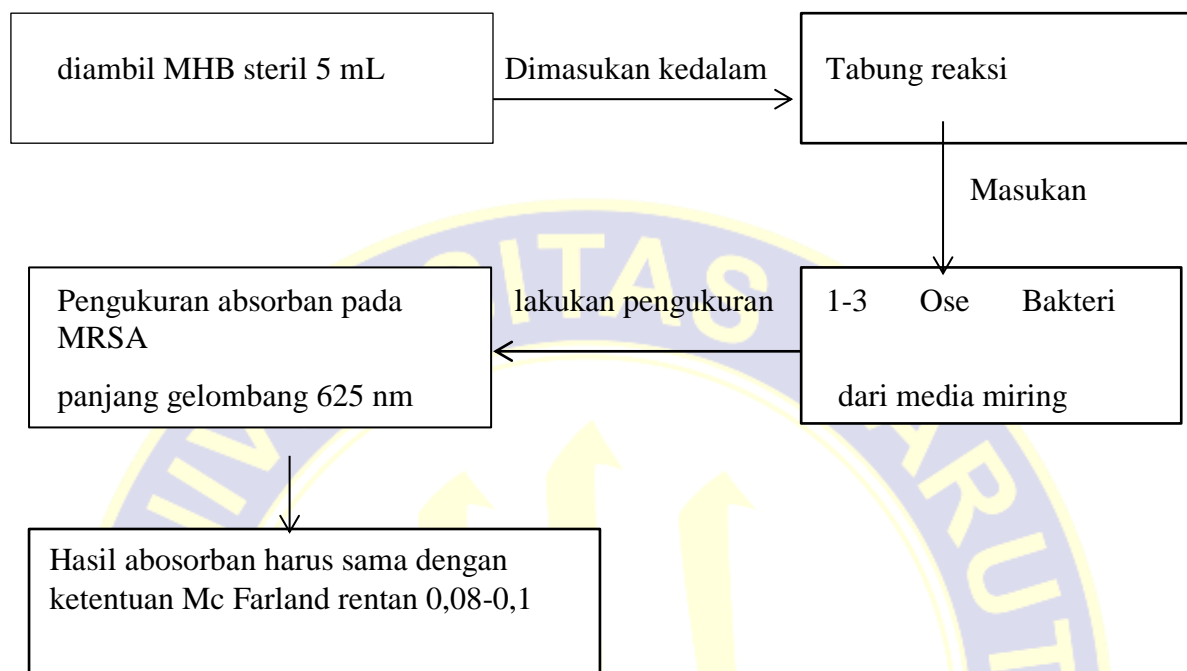 diambil MHB steril 5 mL
Dimasukan kedalam
Tabung reaksi
Masukan
1-3 Ose Bakteri
dari media miring
lakukan pengukuran
Pengukuran absorban pada
MRSA
panjang gelombang 625 nm
Hasil abosorban harus sama dengan
ketentuan Mc Farland rentan 0,08-0,1